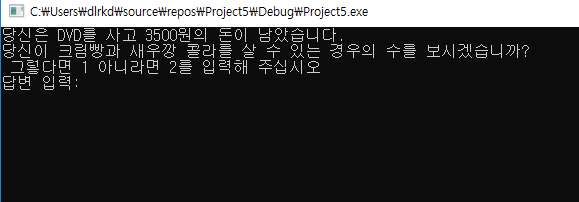 C:₩Users₩dlrkd₩source₩repos₩Project5₩Debug₩Project5.exe
당신은 DVD를 사고 3500원의 돈이 남았습니다.
당신이 크림빵과 새우깡 콜라를 살 수 있는 경우의 수를 보시겠습니까?
그렇다면 1 아니라면 2를 입력해 주십시오
답변 입력: